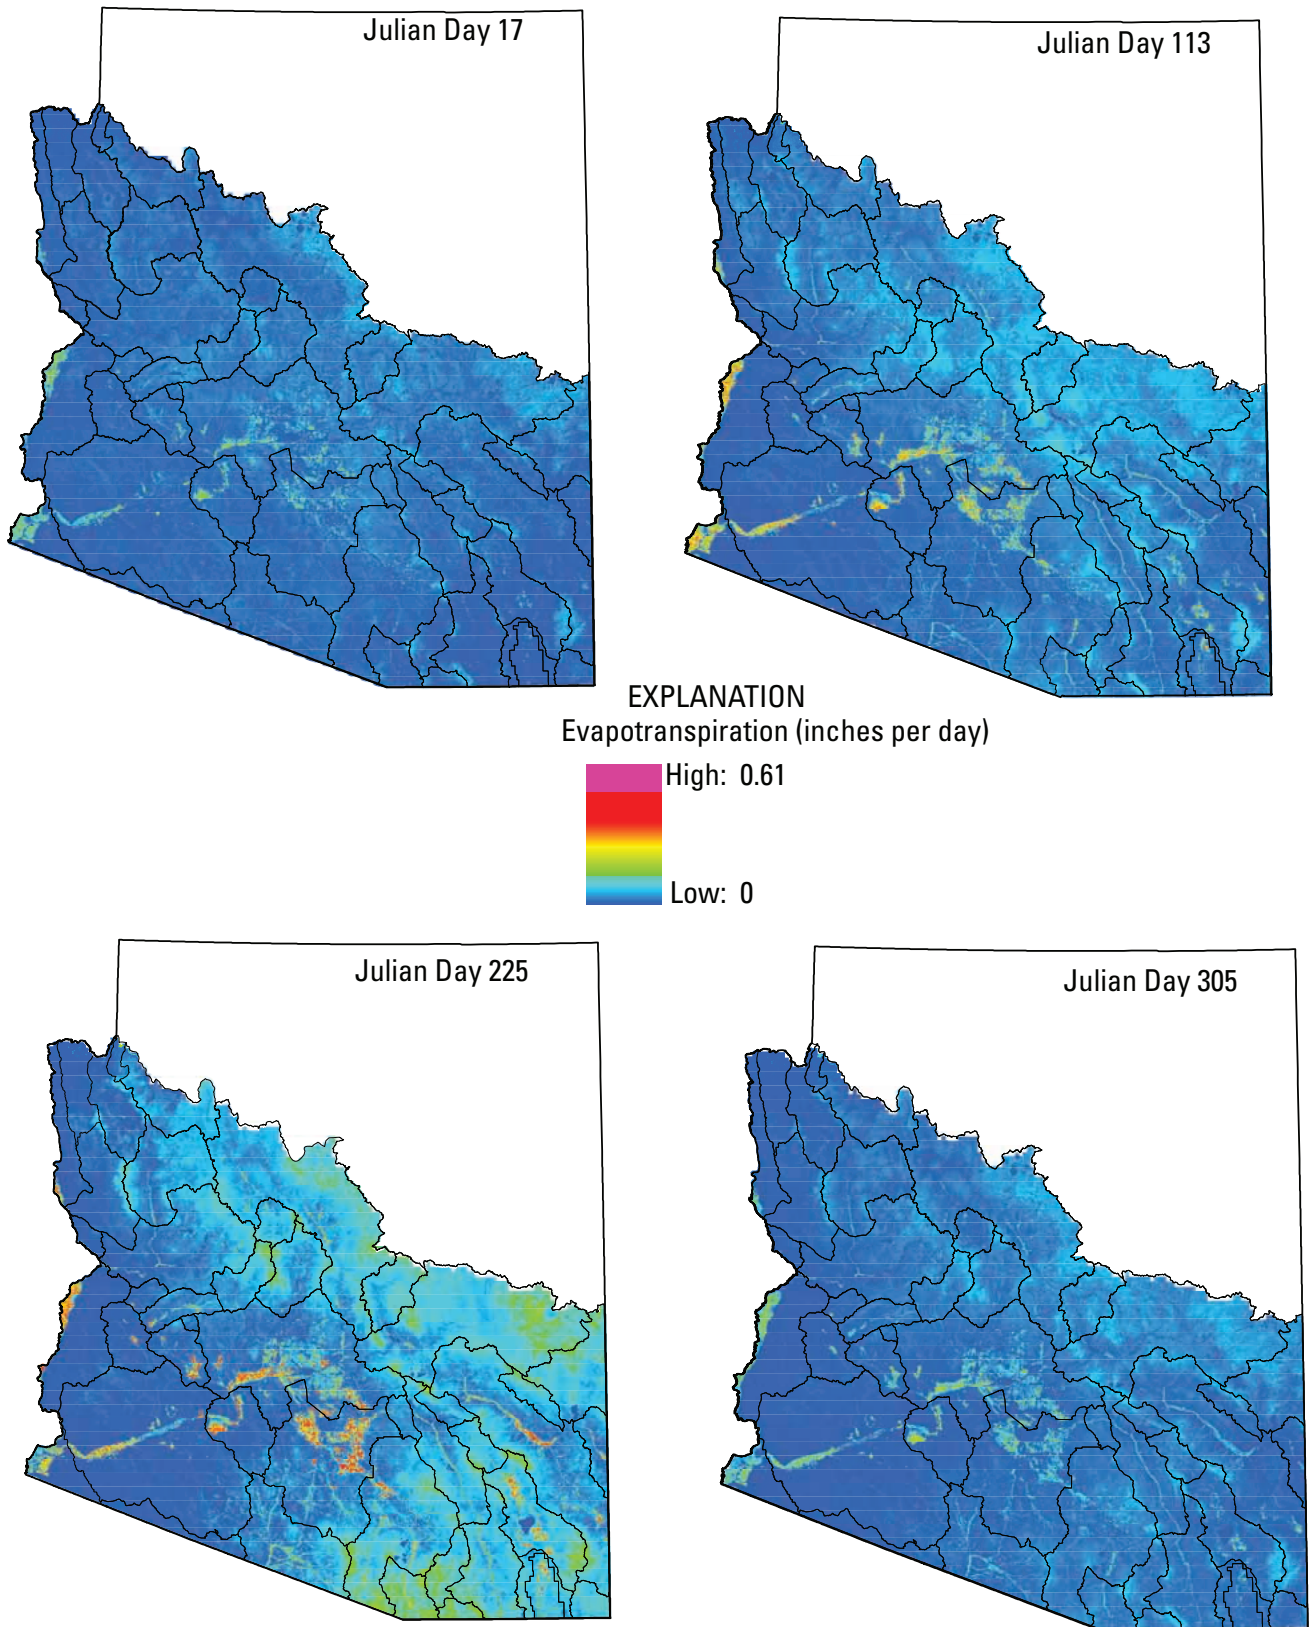 Julian Day 17
Julian Day 113
EXPLANATION
Evapotranspiration (inches per day)
High: 0.61
Low: 0
Julian Day 225
Julian Day 305